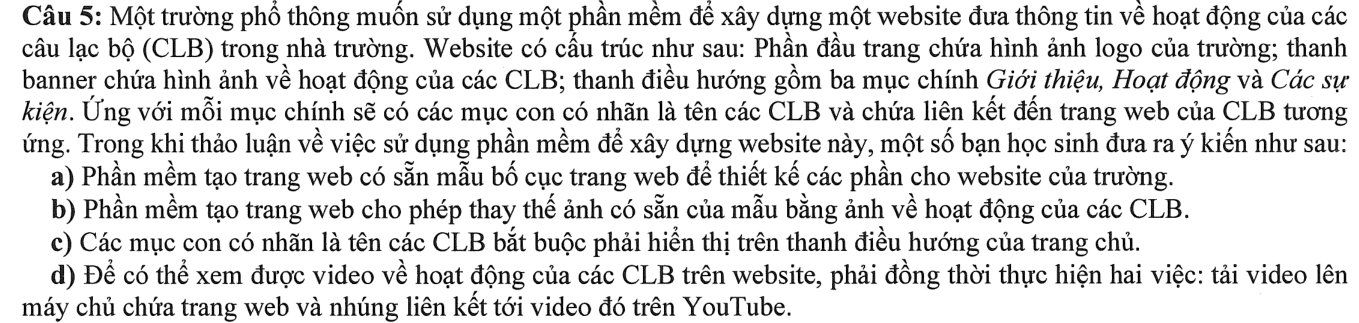 Câu 5: Một trường phổ thông muốn sử dụng một phần mềm để xây dựng một website đưa thông tin về hoạt động của các
câu lạc bộ (CLB) trong nhà trường. Website có cấu trúc như sau: Phần đầu trang chứa hình ảnh logo của trường; thanh
banner chứa hình ảnh về hoạt động của các CLB; thanh điều hướng gồm ba mục chính Giới thiệu, Hoạt động và Các sự
kiện. Ứng với mỗi mục chính sẽ có các mục con có nhãn là tên các CLB và chứa liên kết đến trang web của CLB tương
ứng. Trong khi thảo luận về việc sử dụng phần mềm để xây dựng website này, một số bạn học sinh đưa ra ý kiến như sau:
a) Phần mềm tạo trang web có sẵn mẫu bố cục trang web để thiết kế các phần cho website của trường.
b) Phần mềm tạo trang web cho phép thay thế ảnh có sẵn của mẫu bằng ảnh về hoạt động của các CLB.
c) Các mục con có nhãn là tên các CLB bắt buộc phải hiển thị trên thanh điều hướng của trang chủ.
d) Để có thể xem được video về hoạt động của các CLB trên website, phải đồng thời thực hiện hai việc: tải video lên
máy chủ chứa trang web và nhúng liên kết tới video đó trên YouTube.